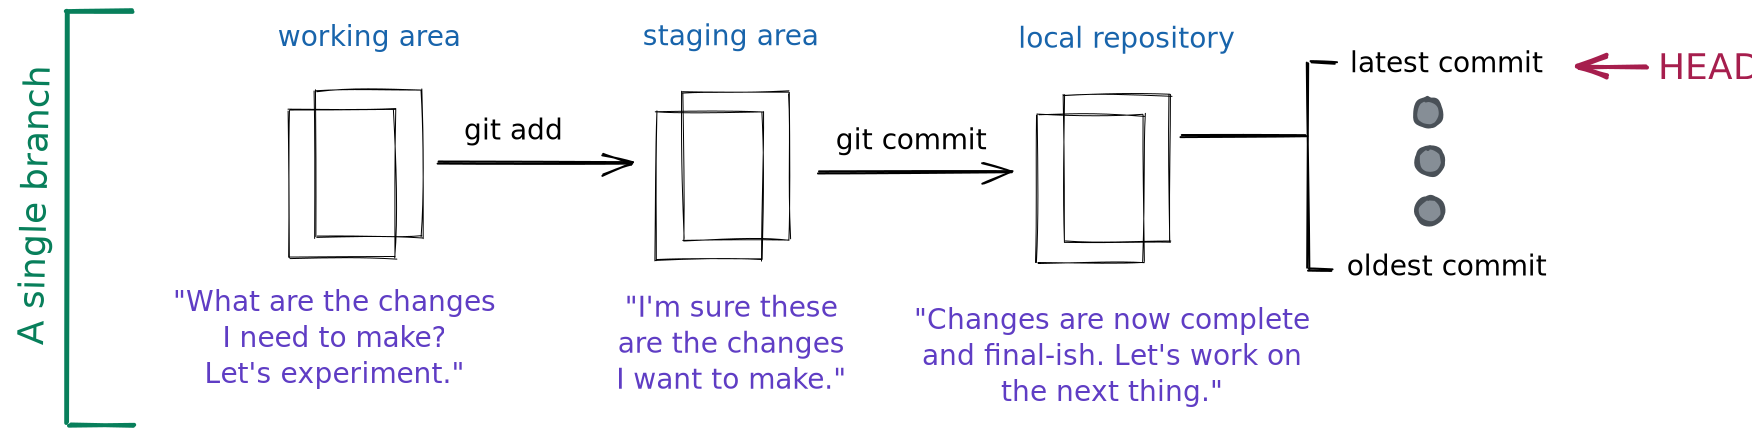 A single branch
working area
staging area
local repository
latest commit
HEAD
git add
git commit
oldest commit
"What are the changes
I need to make?
Let's experiment."
"I'm sure these
are the changes
I want to make."
"Changes are now complete
and final-ish. Let's work on
the next thing."